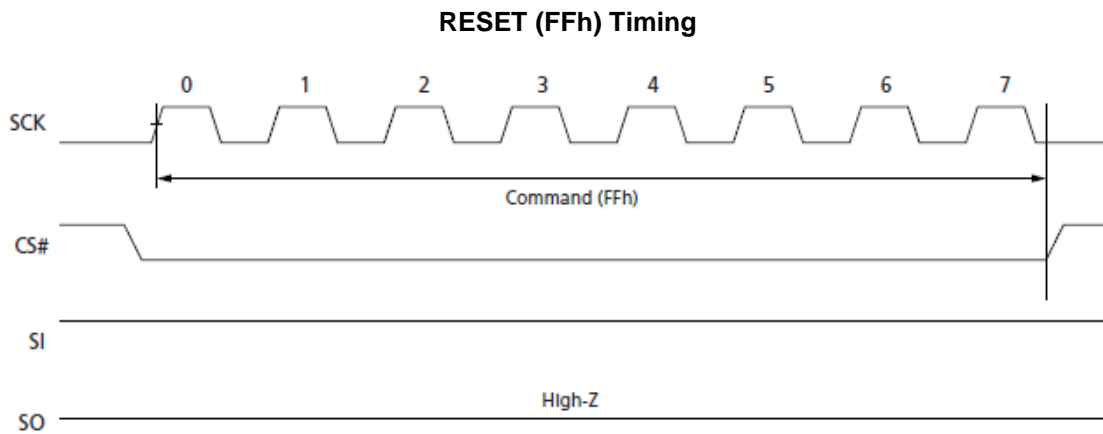 RESET (FFh) Timing
0 1 2 3 4 5 6 7
SCK
Command (FFh)
CS#
SI
High-Z
SO